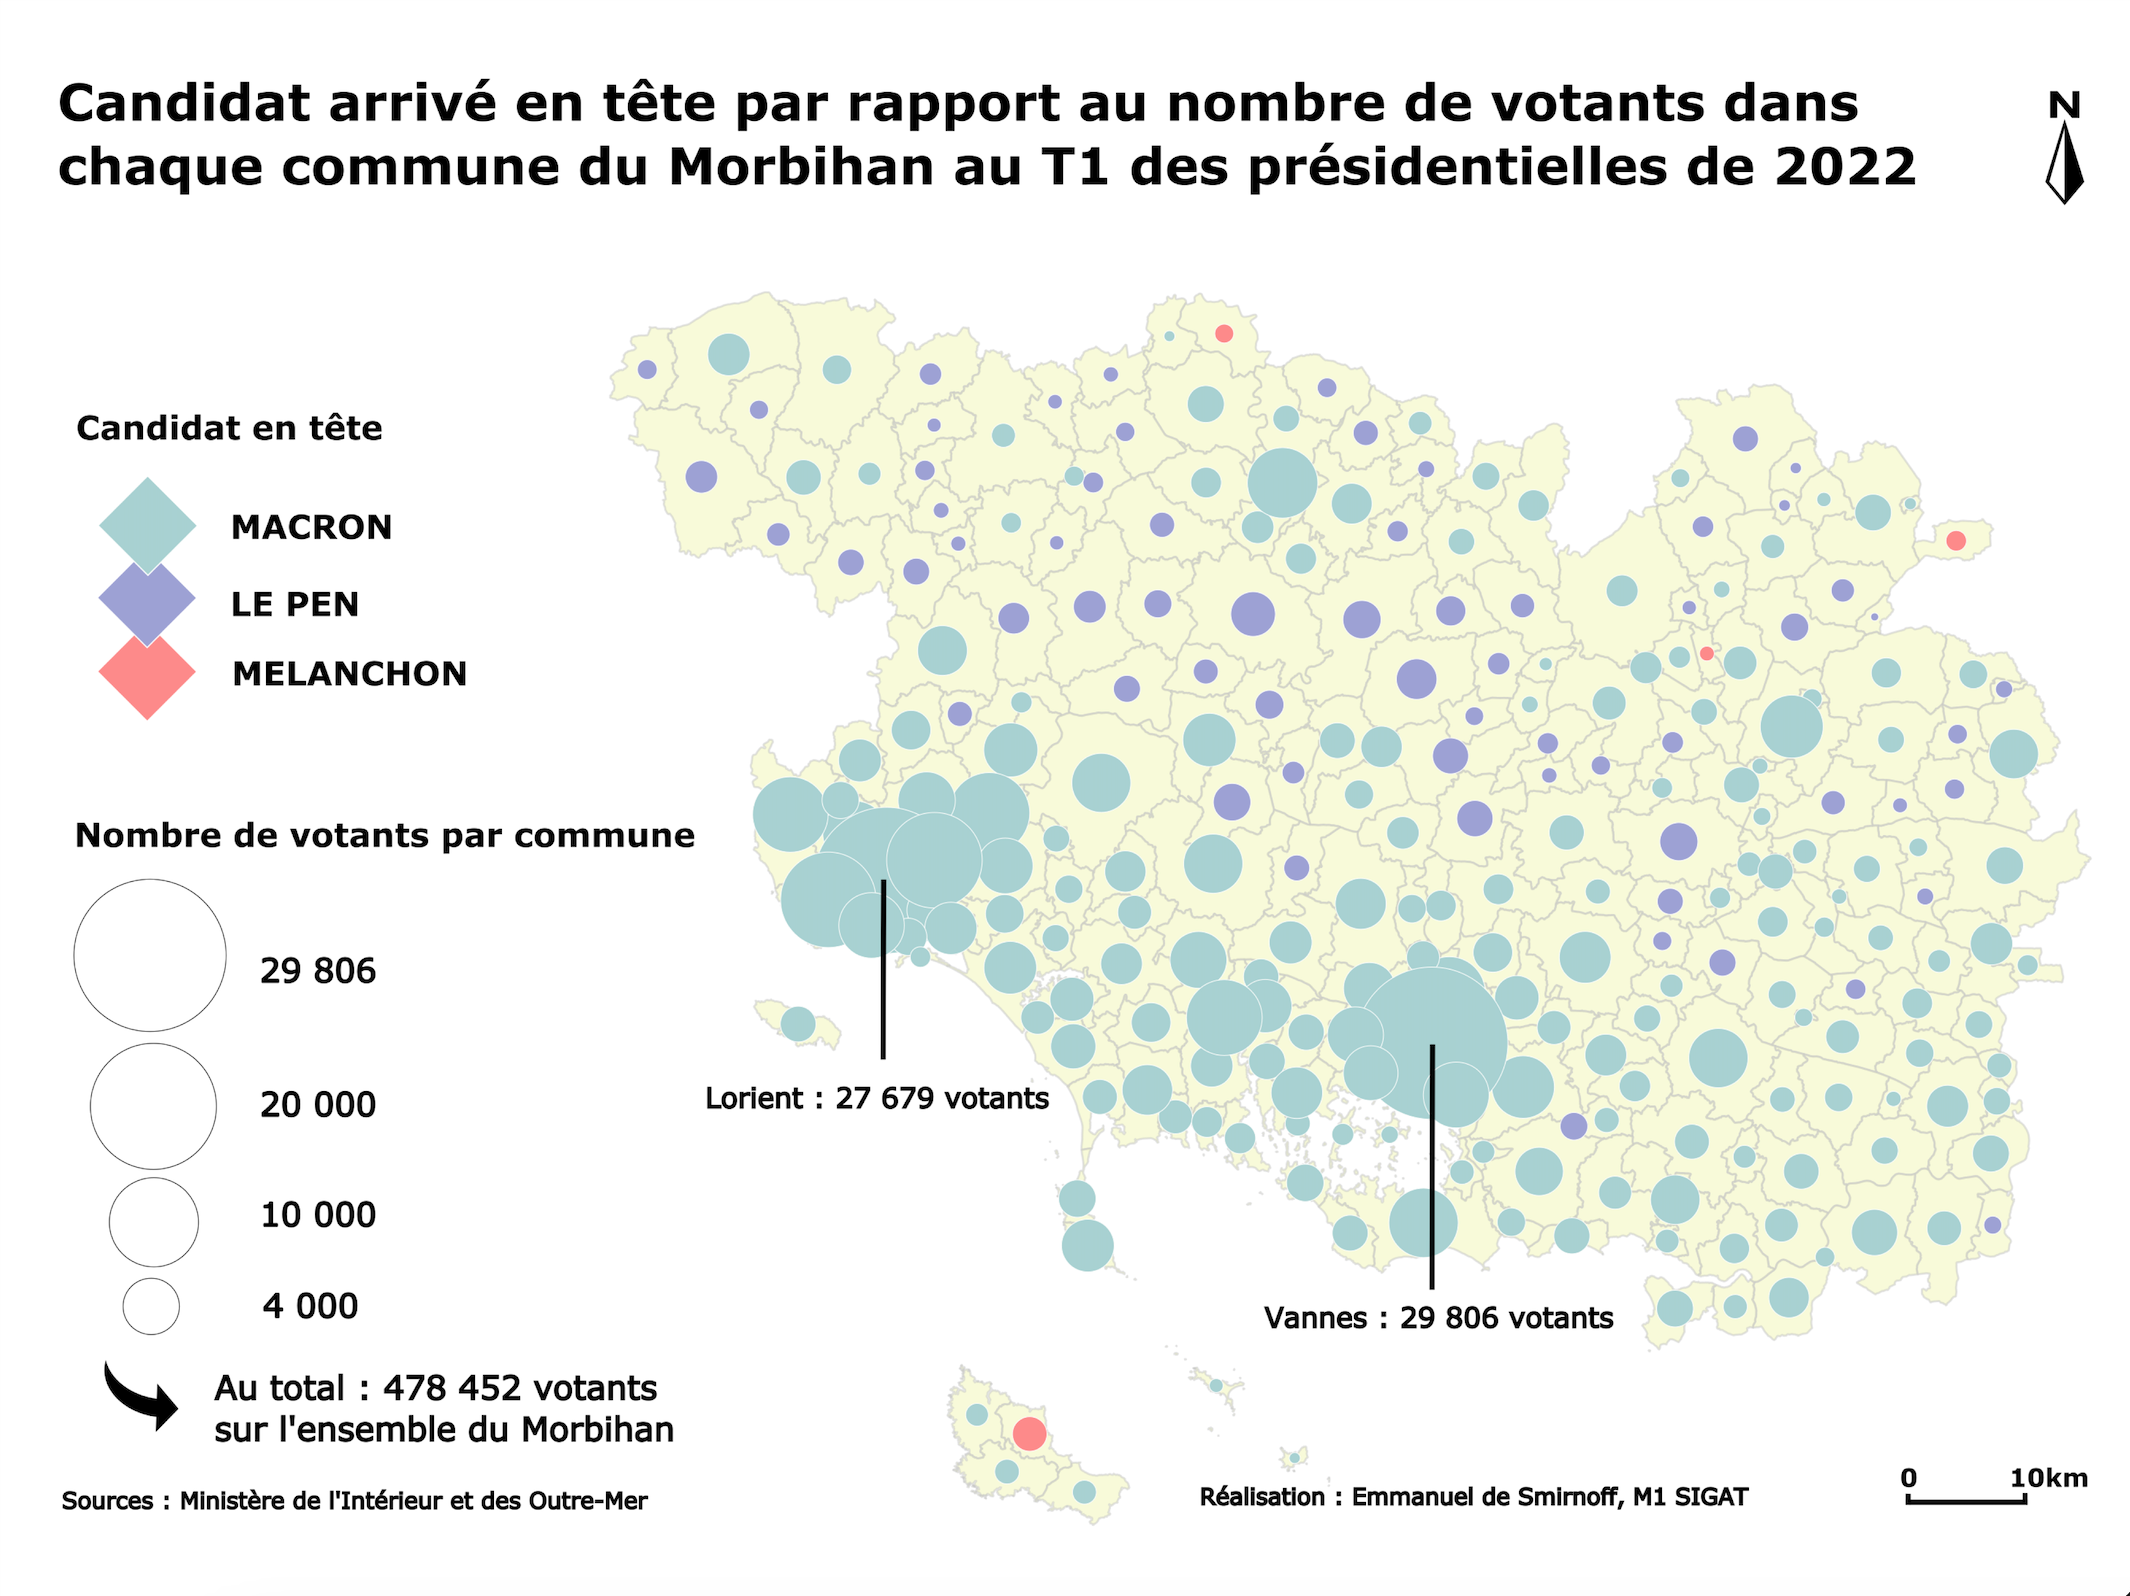 Candidat arrivé en tête par rapport au nombre de votants dans
chaque commune du Morbihan au T1 des présidentielles de 2022
N
Candidat en tête
MACRON
LE PEN
MELANCHON
Nombre de votants par commune
29 806
20 000
10 000
4 000
Au total : 478 452 votants
sur l'ensemble du Morbihan
Lorient : 27 679 votants
Vannes : 29 806 votants
Sources : Ministère de l'Intérieur et des Outre-Mer
Réalisation : Emmanuel de Smirnoff, M1 SIGAT
0 10km